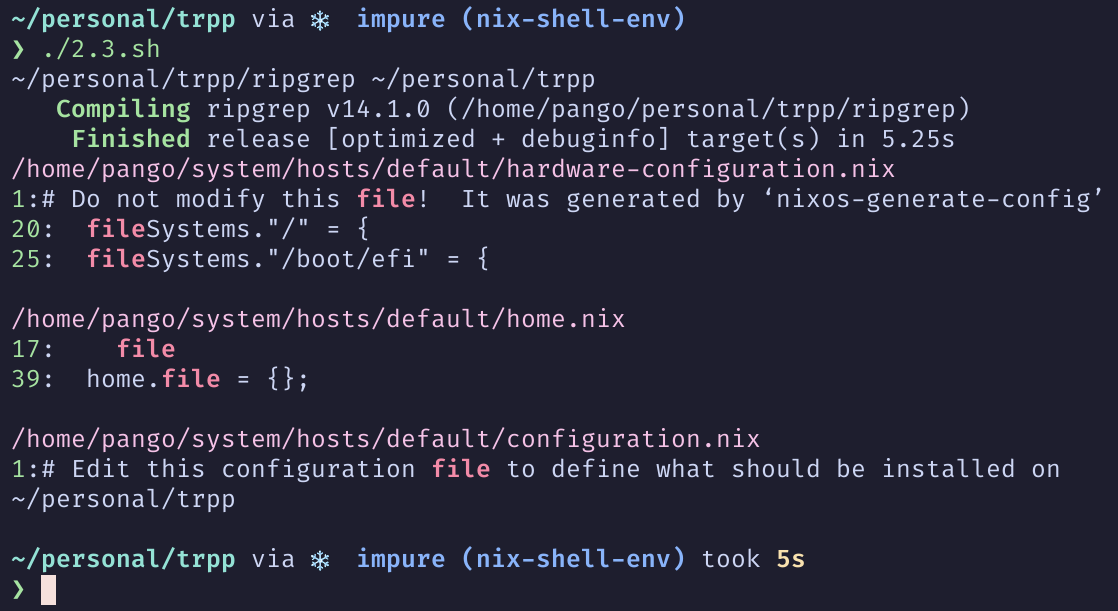 ~/personal/trpp via ❄ impure (nix-shell-env)
❯ ./2.3.sh
~/personal/trpp/ripgrep ~/personal/trpp
   Compiling ripgrep v14.1.0 (/home/pango/personal/trpp/ripgrep)
    Finished release [optimized + debuginfo] target(s) in 5.25s
/home/pango/system/hosts/default/hardware-configuration.nix
1:# Do not modify this file!  It was generated by ‘nixos-generate-config’
20:  fileSystems."/" = {
25:  fileSystems."/boot/efi" = {
/home/pango/system/hosts/default/home.nix
17:    file
39:  home.file = {};
/home/pango/system/hosts/default/configuration.nix
1:# Edit this configuration file to define what should be installed on
~/personal/trpp
~/personal/trpp via ❄ impure (nix-shell-env) took 5s
❯